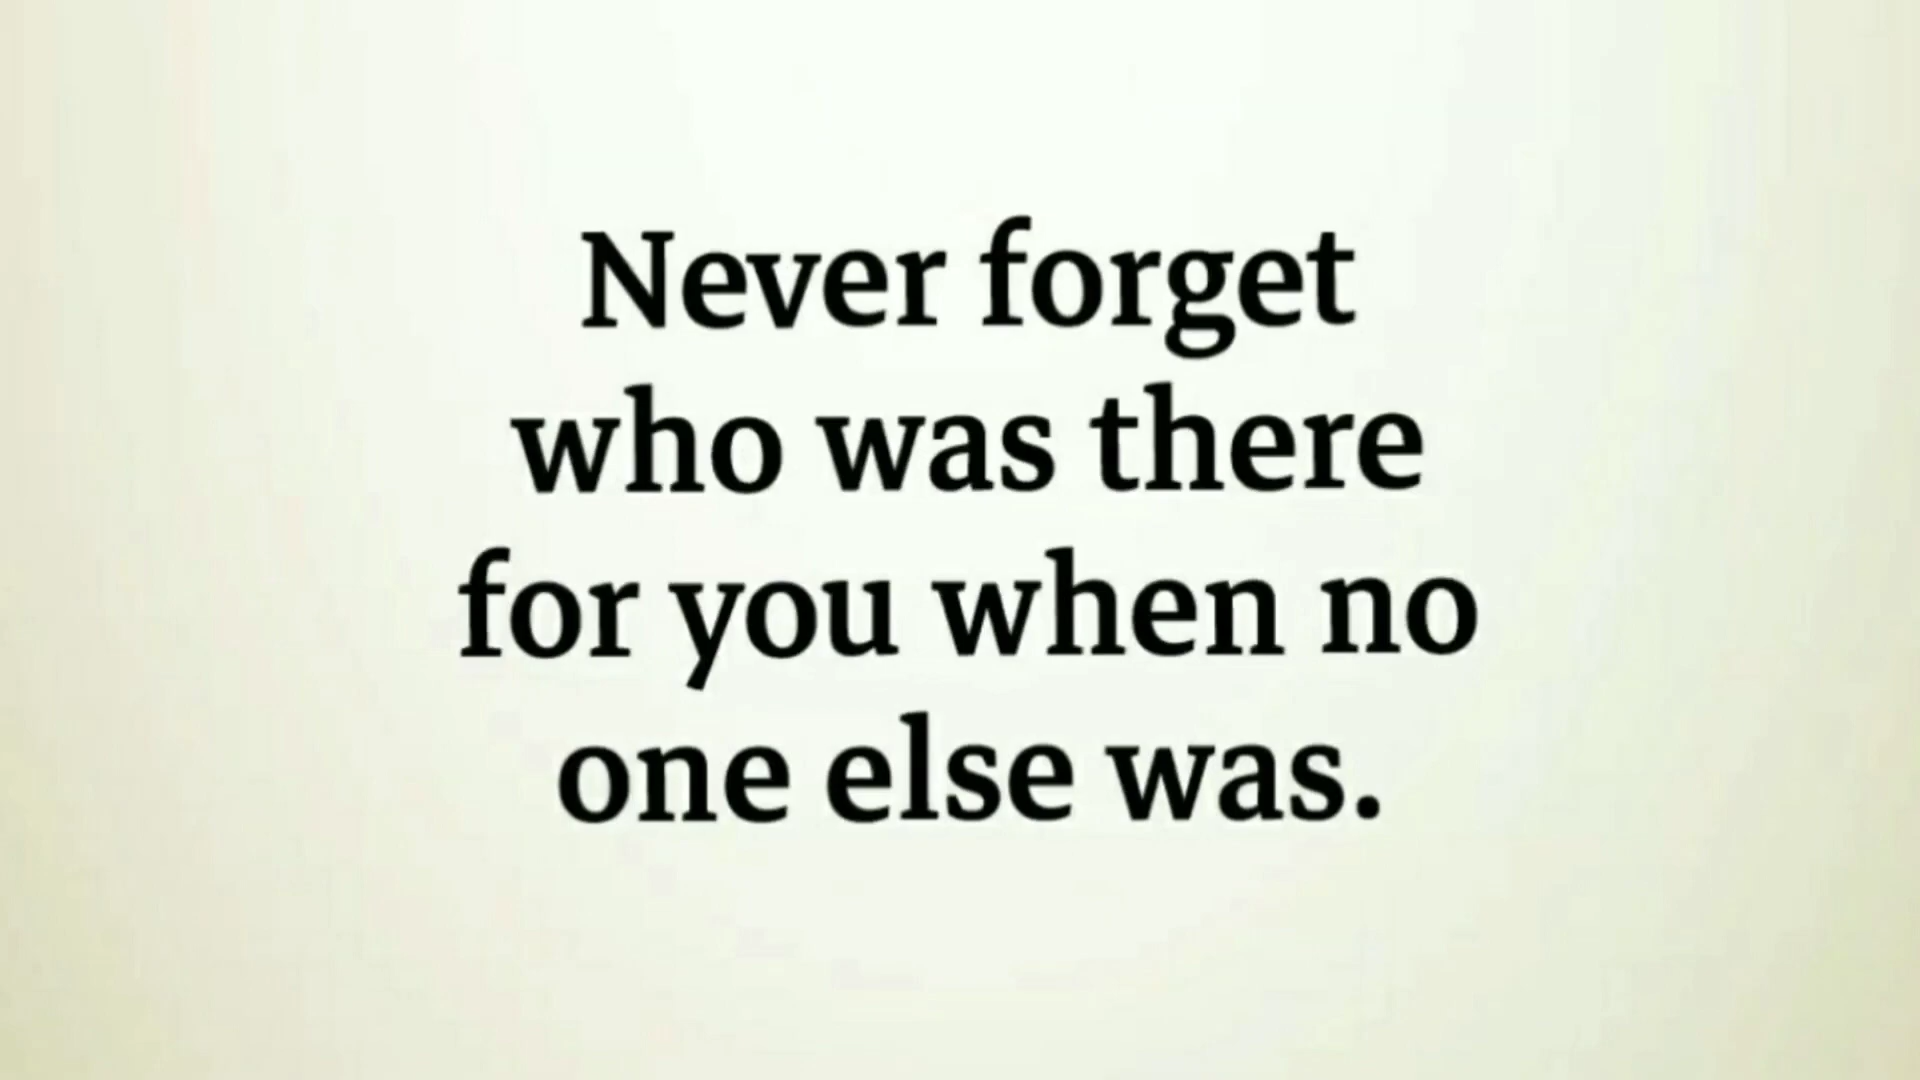 Never forget
who was there
for you when no
one else was.